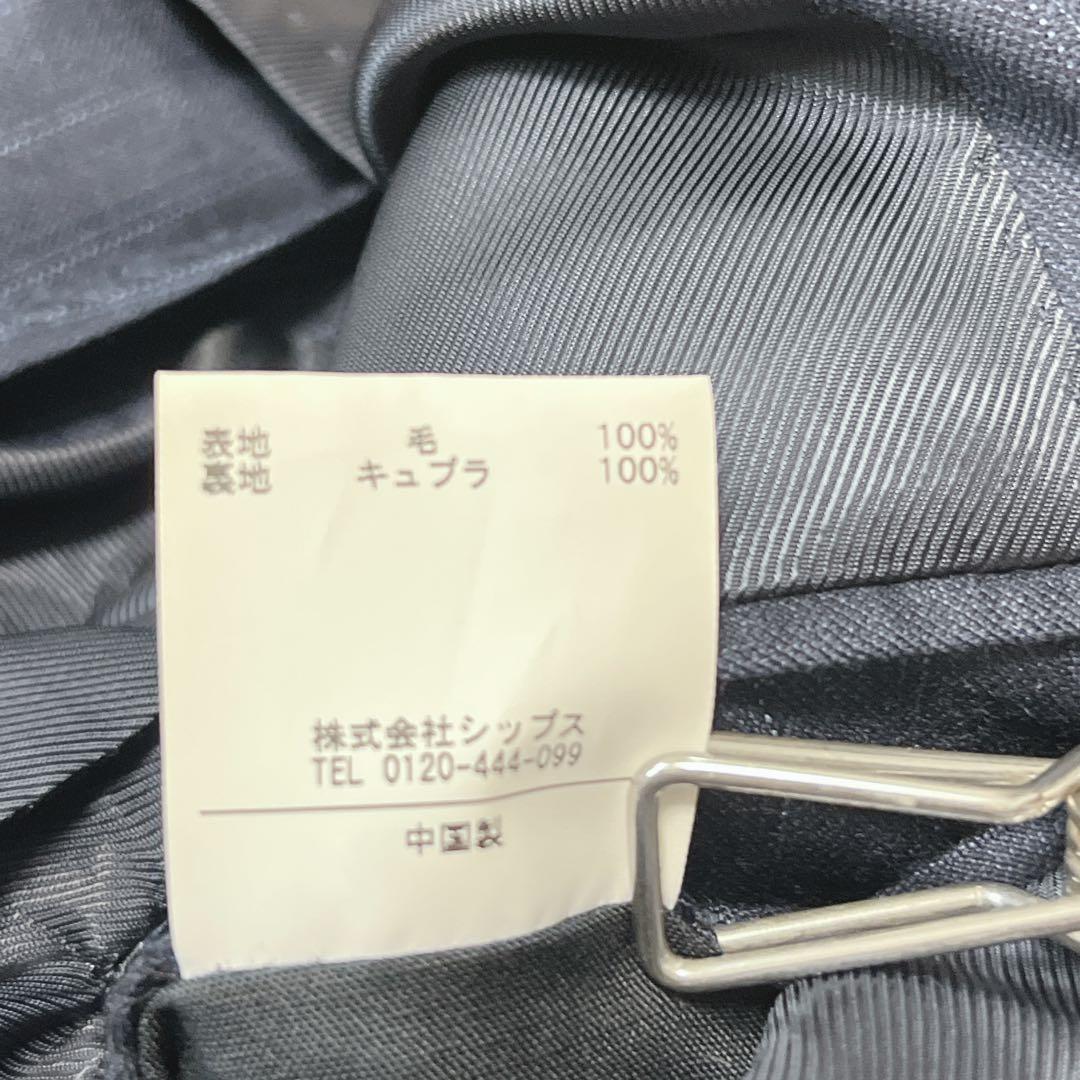 表地 毛 100%
裏地 キュプラ 100%
株式会社シップス
TEL 0120-444-099
中国製